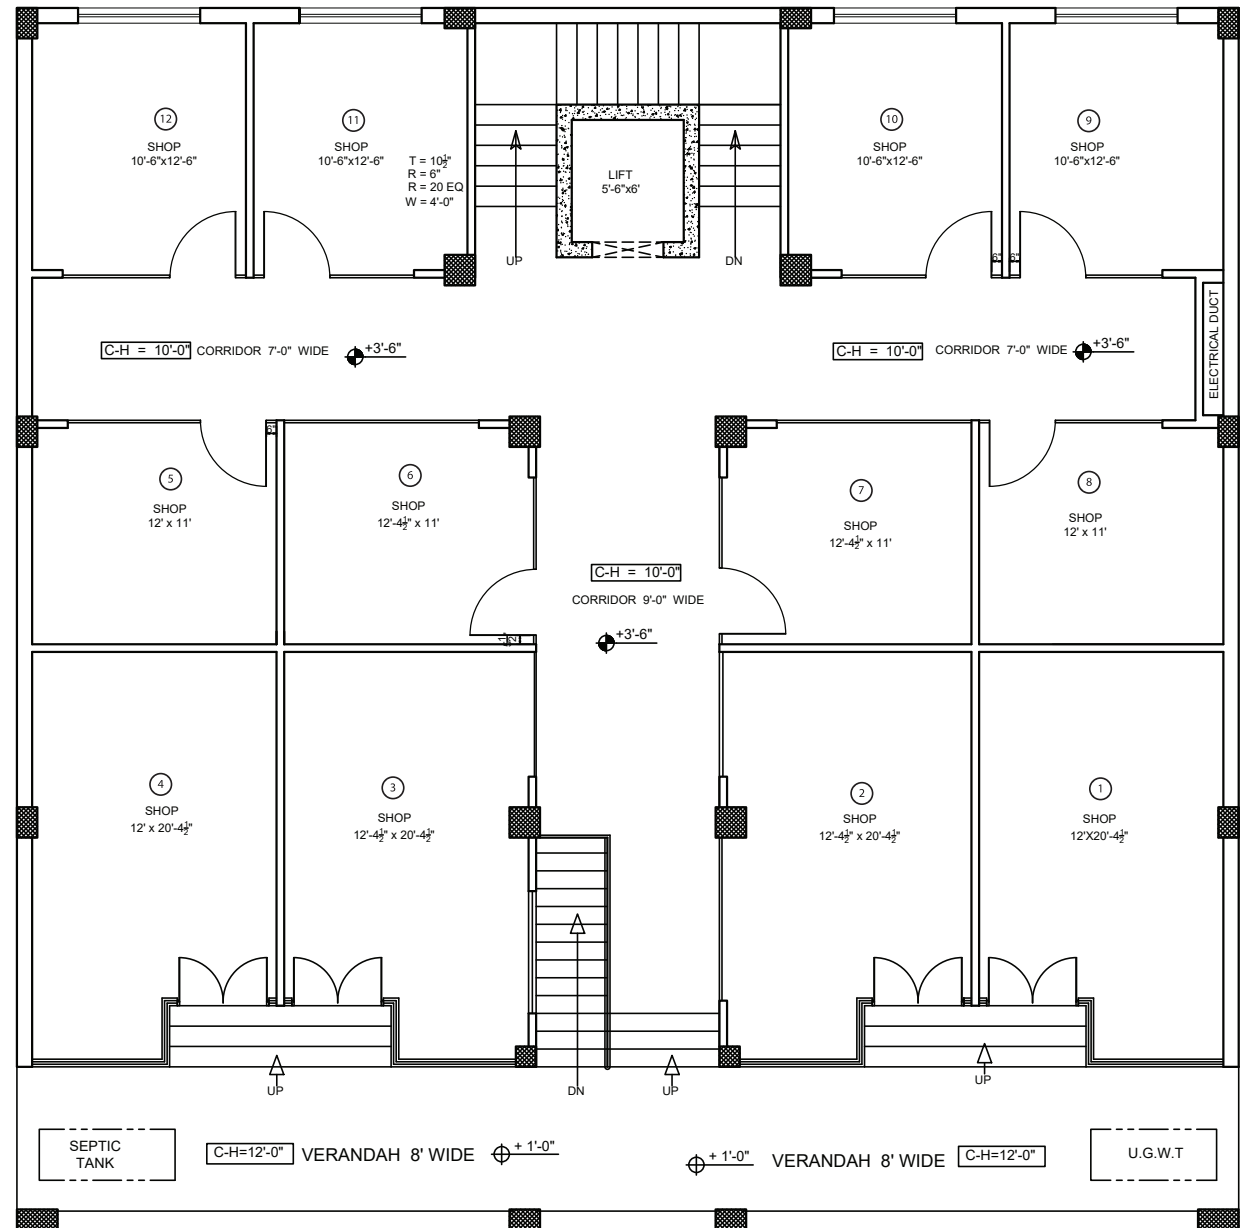 12
SHOP
10'-6"x12'-6"
11
SHOP
10'-6"x12'-6"
T = 10½"
R = 6"
R = 20 EQ
W = 4'-0"
UP
LIFT
5'-6"x6'
DN
10
SHOP
10'-6"x12'-6"
9
SHOP
10'-6"x12'-6"
6"
6"
C-H = 10'-0" CORRIDOR 7'-0" WIDE +3'-6"
C-H = 10'-0" CORRIDOR 7'-0" WIDE +3'-6"
ELECTRICAL DUCT
5
SHOP
12' x 11'
6"
6
SHOP
12'-4½" x 11'
7
SHOP
12'-4½" x 11'
8
SHOP
12' x 11'
C-H = 10'-0"
CORRIDOR 9'-0" WIDE
+3'-6"
4
SHOP
12' x 20'-4½"
3
SHOP
12'-4½" x 20'-4½"
2
SHOP
12'-4½" x 20'-4½"
1
SHOP
12'X20'-4½"
UP
DN
UP
UP
SEPTIC
TANK
C-H=12'-0" VERANDAH 8' WIDE + 1'-0"
+ 1'-0" VERANDAH 8' WIDE C-H=12'-0"
U.G.W.T